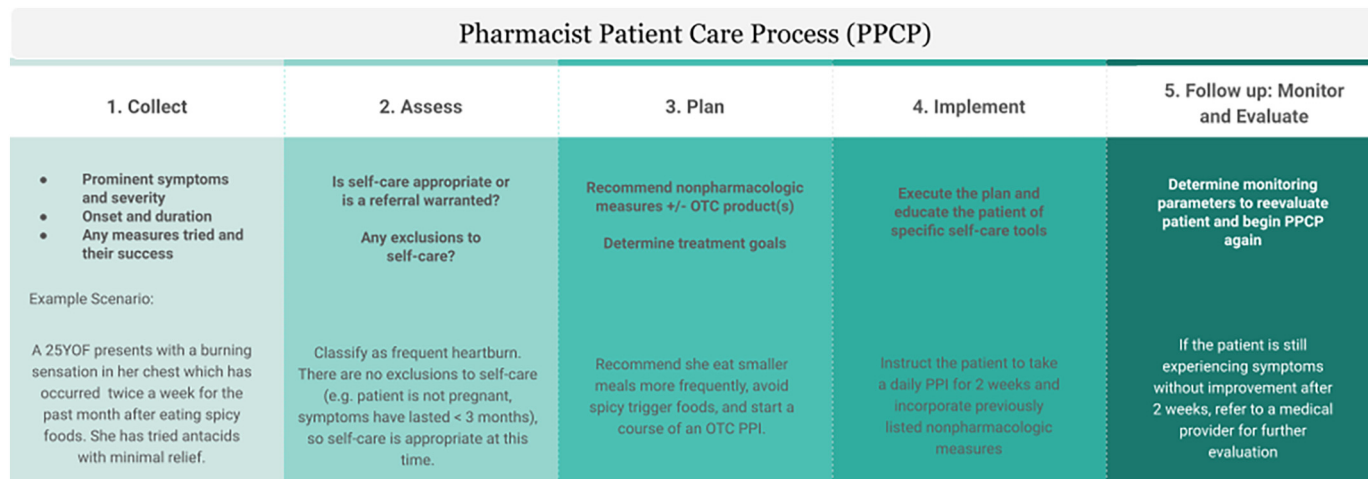 Pharmacist Patient Care Process (PPCP)
1. Collect
2. Assess
3. Plan
4. Implement
5. Follow up: Monitor
and Evaluate
● Prominent symptoms
and severity
● Onset and duration
● Any measures tried and
their success
Example Scenario:
A 25YOF presents with a burning
sensation in her chest which has
occurred twice a week for the
past month after eating spicy
foods. She has tried antacids
with minimal relief.
Is self-care appropriate or
is a referral warranted?
Any exclusions to
self-care?
Classify as frequent heartburn.
There are no exclusions to self-care
(e.g. patient is not pregnant,
symptoms have lasted < 3 months),
so self-care is appropriate at this
time.
Recommend nonpharmacologic
measures +/- OTC product(s)
Determine treatment goals
Recommend she eat smaller
meals more frequently, avoid
spicy trigger foods, and start a
course of an OTC PPI.
Execute the plan and
educate the patient of
specific self-care tools
Instruct the patient to take
a daily PPI for 2 weeks and
incorporate previously
listed nonpharmacologic
measures
Determine monitoring
parameters to reevaluate
patient and begin PPCP
again
If the patient is still
experiencing symptoms
without improvement after
2 weeks, refer to a medical
provider for further
evaluation